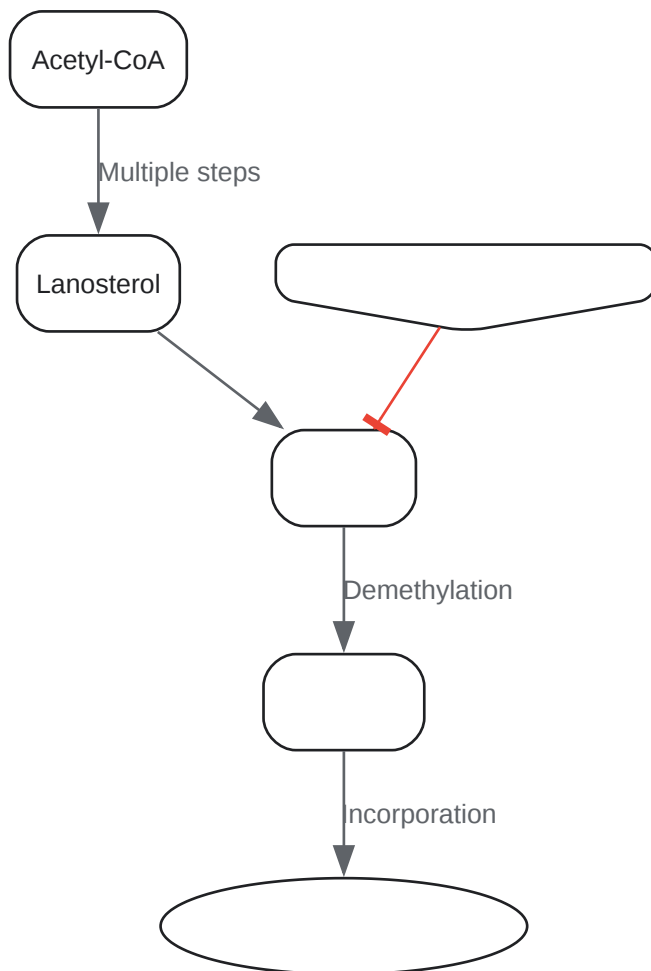 Acetyl-CoA
Multiple steps
Lanosterol
Demethylation
Incorporation